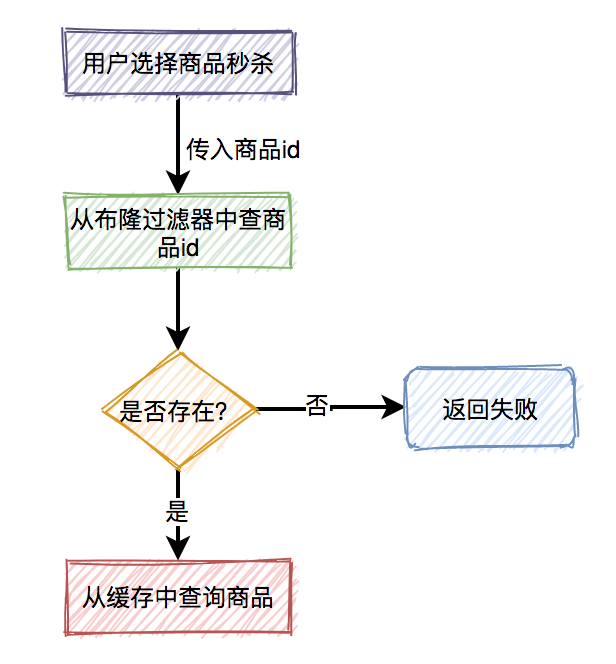 用户选择商品秒杀
传入商品id
从布隆过滤器中查商
品id
是否存在?
否
返回失败
是
从缓存中查询商品